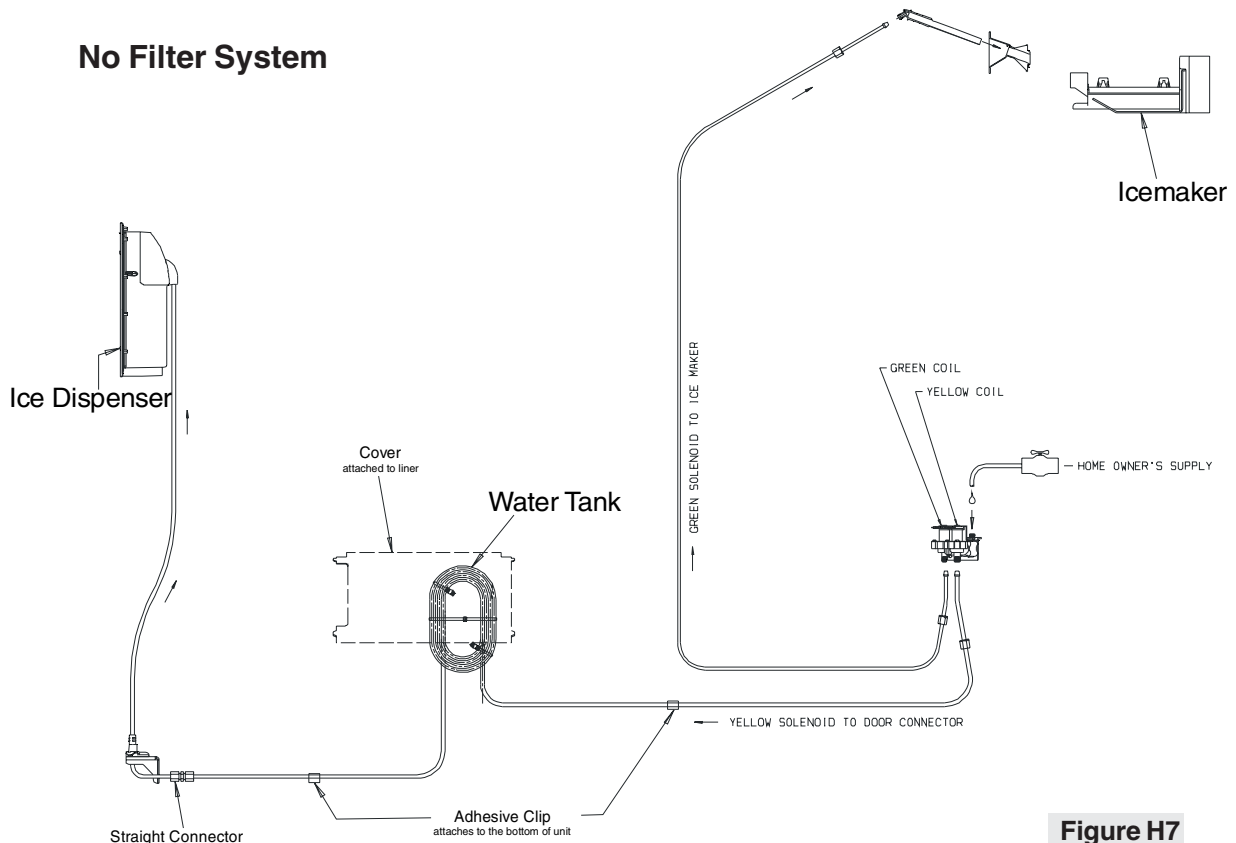 No Filter System
Icemaker
Ice Dispenser
GREEN SOLENOID TO ICE MAKER
GREEN COIL
YELLOW COIL
HOME OWNER'S SUPPLY
Cover
attached to liner
Water Tank
YELLOW SOLENOID TO DOOR CONNECTOR
Adhesive Clip
attaches to the bottom of unit
Straight Connector
Figure H7